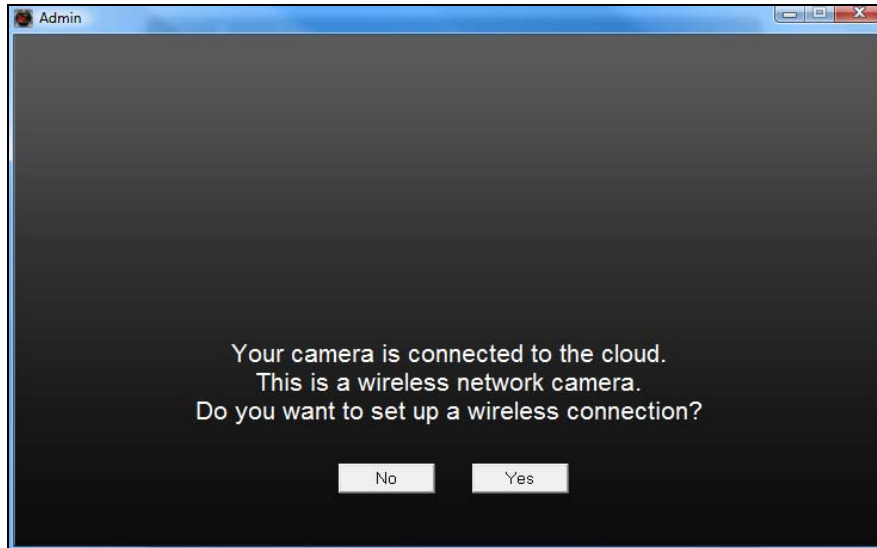 Admin
Your camera is connected to the cloud.
This is a wireless network camera.
Do you want to set up a wireless connection?
No
Yes